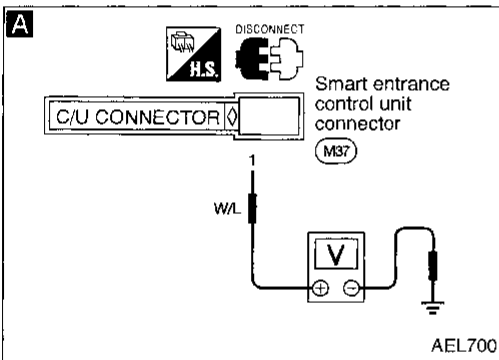 A
DISCONNECT
H.S.
Smart entrance
control unit
connector
C/U CONNECTOR
M37
1
W/L
V
+ −
AEL700